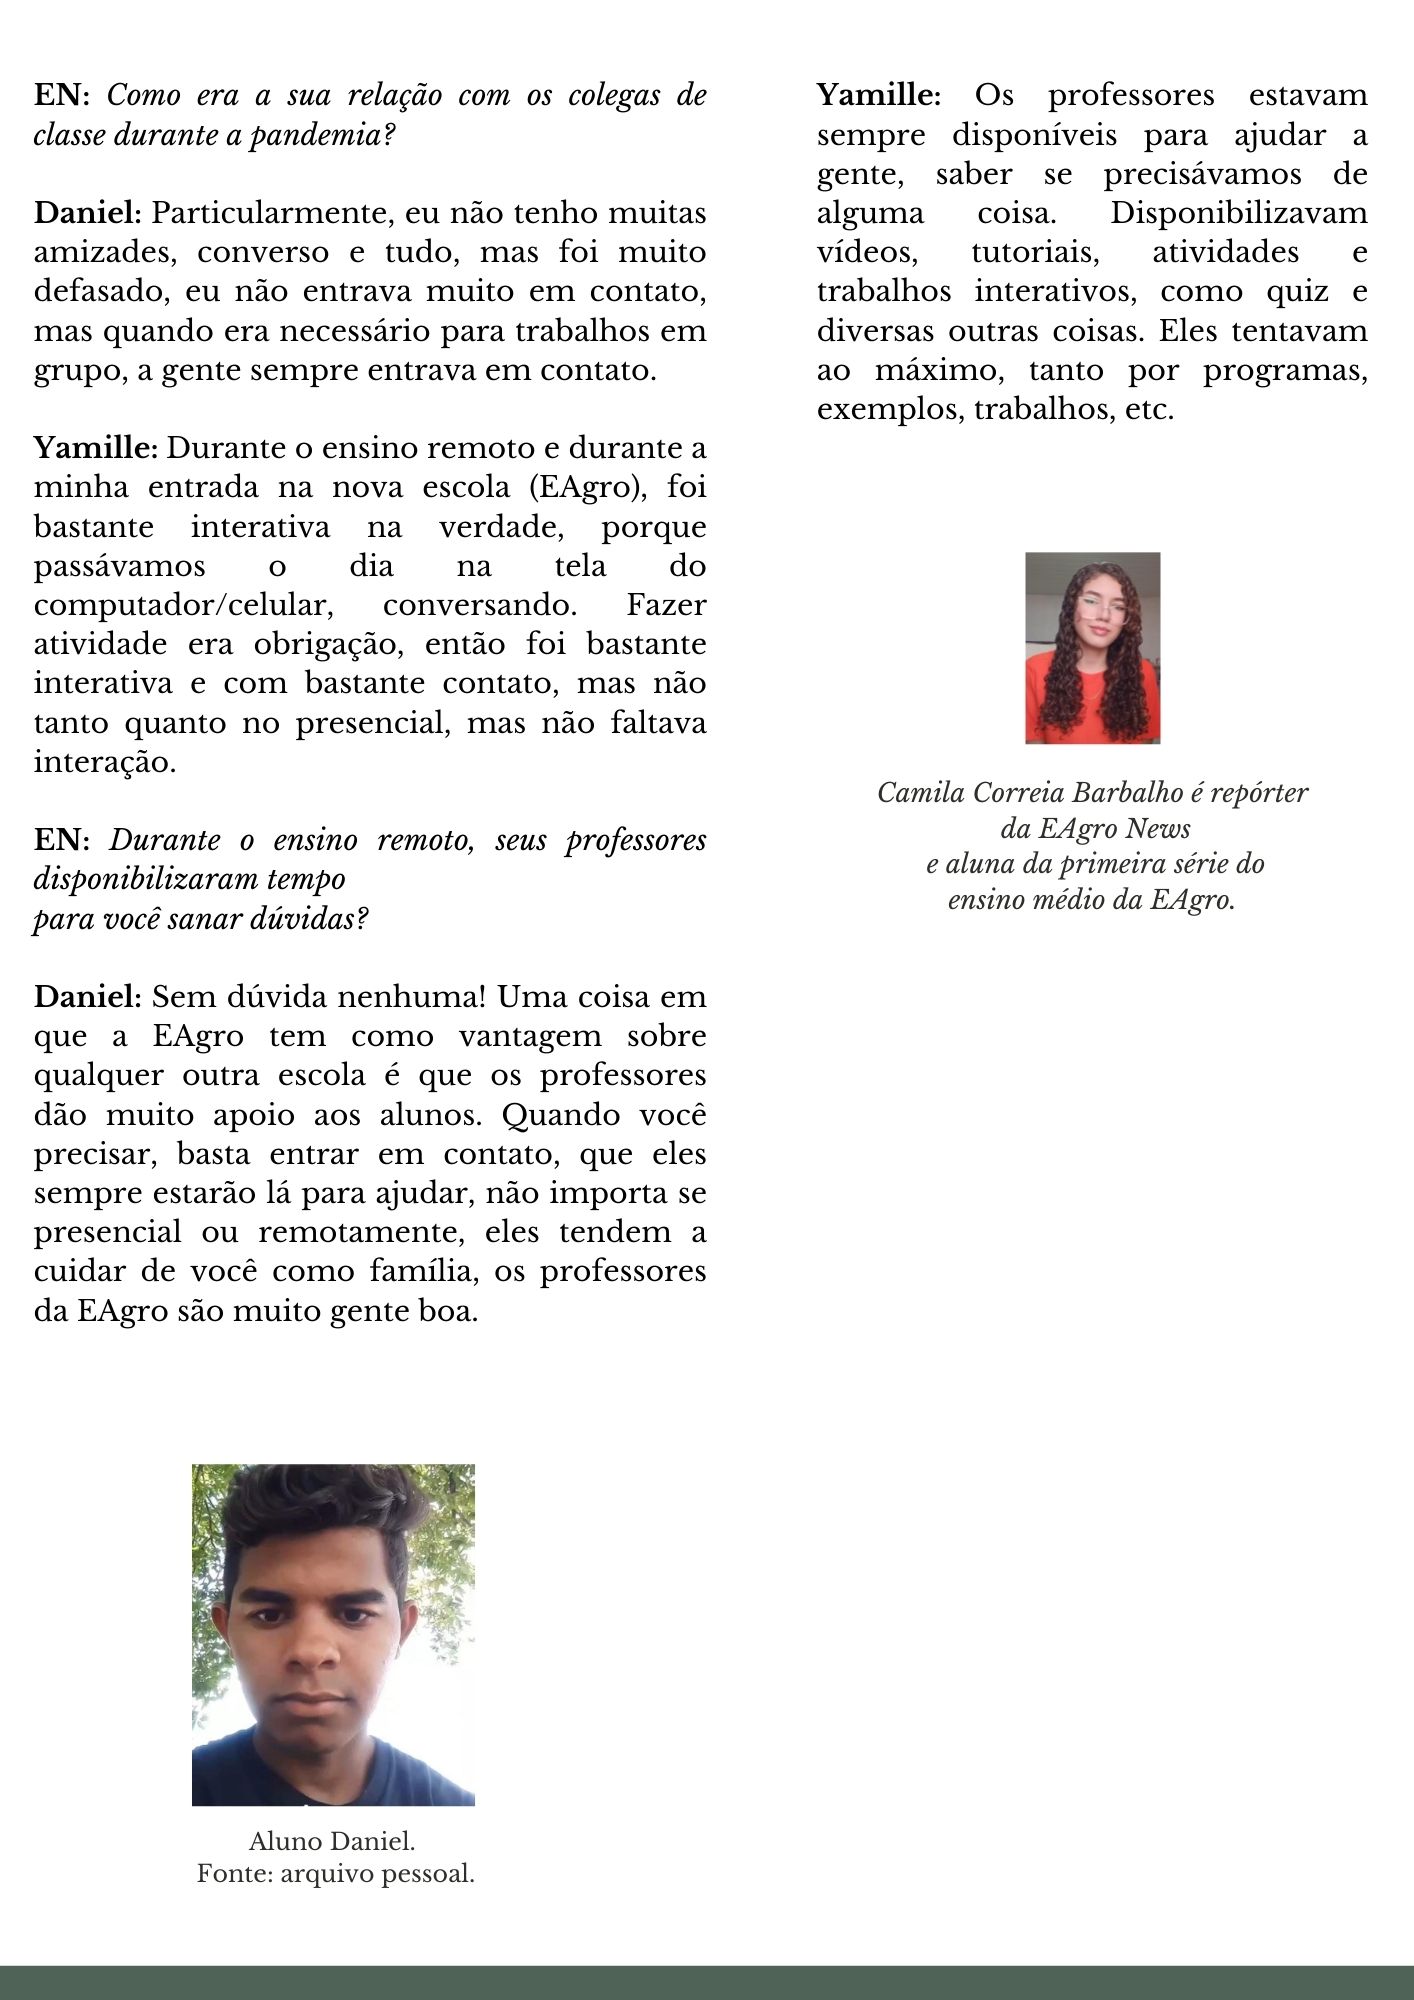 EN: Como era a sua relação com os colegas de
classe durante a pandemia?
Daniel: Particularmente, eu não tenho muitas
amizades, converso e tudo, mas foi muito
defasado, eu não entrava muito em contato,
mas quando era necessário para trabalhos em
grupo, a gente sempre entrava em contato.
Yamille: Durante o ensino remoto e durante a
minha entrada na nova escola (EAgro), foi
bastante interativa na verdade, porque
passávamos o dia na tela do
computador/celular, conversando. Fazer
atividade era obrigação, então foi bastante
interativa e com bastante contato, mas não
tanto quanto no presencial, mas não faltava
interação.
EN: Durante o ensino remoto, seus professores
disponibilizaram tempo
para você sanar dúvidas?
Daniel: Sem dúvida nenhuma! Uma coisa em
que a EAgro tem como vantagem sobre
qualquer outra escola é que os professores
dão muito apoio aos alunos. Quando você
precisar, basta entrar em contato, que eles
sempre estarão lá para ajudar, não importa se
presencial ou remotamente, eles tendem a
cuidar de você como família, os professores
da EAgro são muito gente boa.
Aluno Daniel.
Fonte: arquivo pessoal.
Yamille: Os professores estavam
sempre disponíveis para ajudar a
gente, saber se precisávamos de
alguma coisa. Disponibilizavam
vídeos, tutoriais, atividades e
trabalhos interativos, como quiz e
diversas outras coisas. Eles tentavam
ao máximo, tanto por programas,
exemplos, trabalhos, etc.
Camila Correia Barbalho é repórter
da EAgro News
e aluna da primeira série do
ensino médio da EAgro.